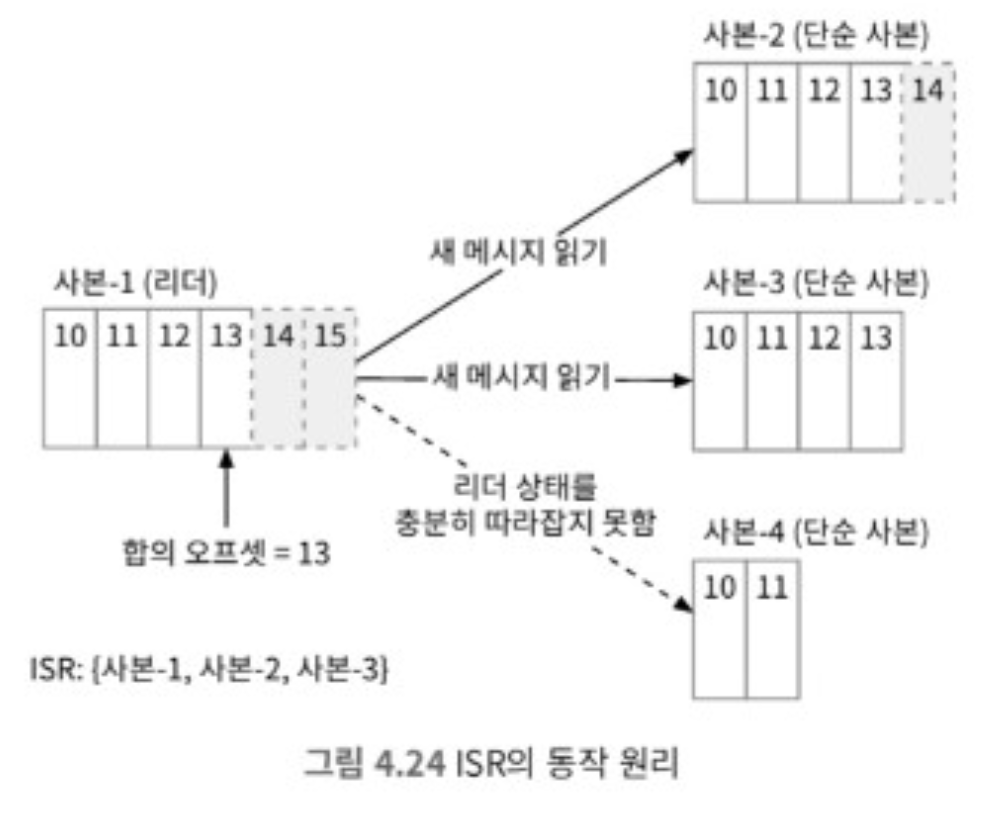 사본-2 (단순 사본)
10 11 12 13 14
새 메시지 읽기
사본-1 (리더)
10 11 12 13 14 15
사본-3 (단순 사본)
10 11 12 13
새 메시지 읽기
리더 상태를
충분히 따라잡지 못함
합의 오프셋 = 13
사본-4 (단순 사본)
10 11
ISR: {사본-1, 사본-2, 사본-3}
그림 4.24 ISR의 동작 원리